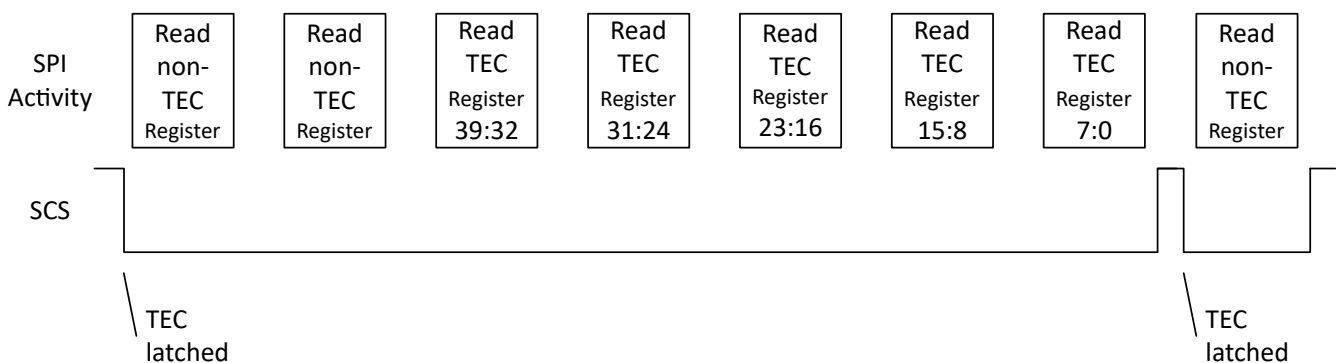 SPI
Activity
Read
non-
TEC
Register
Read
non-
TEC
Register
Read
TEC
Register
39:32
Read
TEC
Register
31:24
Read
TEC
Register
23:16
Read
TEC
Register
15:8
Read
TEC
Register
7:0
Read
non-
TEC
Register
SCS
TEC
latched
TEC
latched